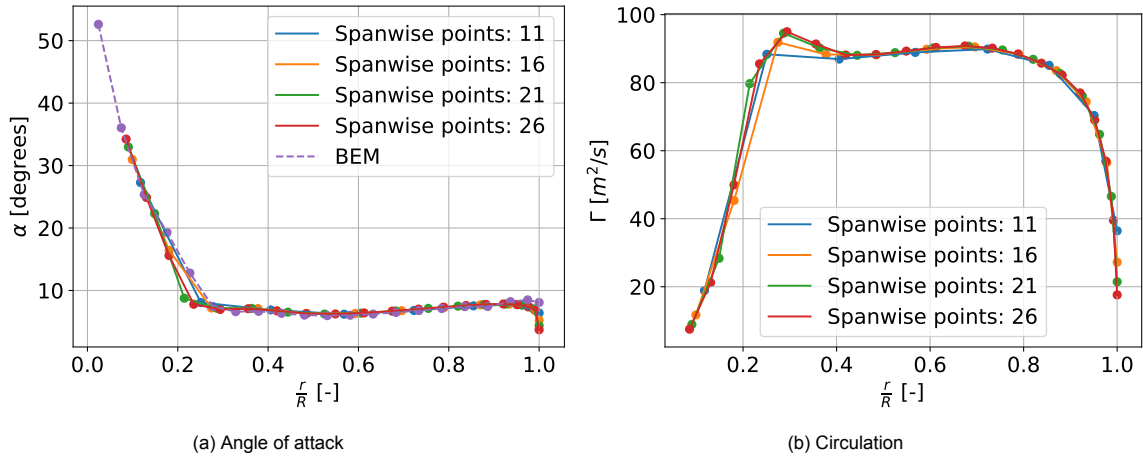 50
40
30
20
10
0.0 0.2 0.4 0.6 0.8 1.0
α [degrees]
r/R [-]
Spanwise points: 11
Spanwise points: 16
Spanwise points: 21
Spanwise points: 26
BEM
(a) Angle of attack
100
80
60
40
20
0.2 0.4 0.6 0.8 1.0
Γ [m²/s]
r/R [-]
Spanwise points: 11
Spanwise points: 16
Spanwise points: 21
Spanwise points: 26
(b) Circulation